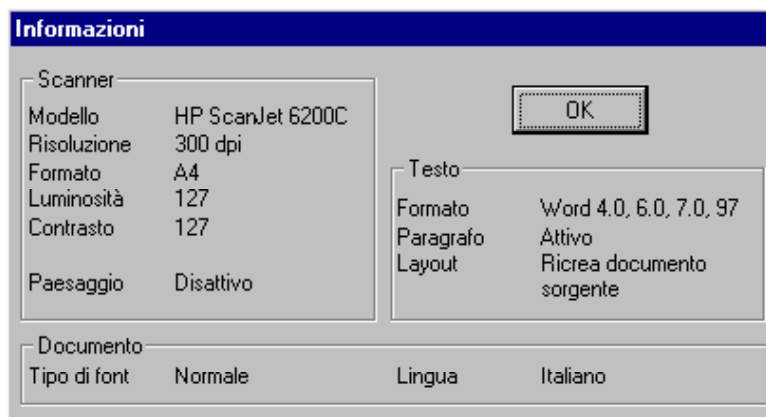 Informazioni
Scanner
Modello HP ScanJet 6200C
Risoluzione 300 dpi
Formato A4
Luminosità 127
Contrasto 127
Paesaggio Disattivo
OK
Testo
Formato Word 4.0, 6.0, 7.0, 97
Paragrafo Attivo
Layout Ricrea documento
sorgente
Documento
Tipo di font Normale Lingua Italiano